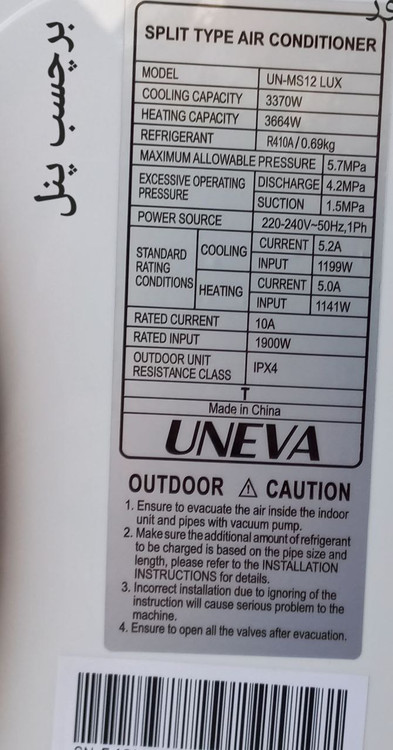 برچسب پنل
SPLIT TYPE AIR CONDITIONER
MODEL UN-MS12 LUX
COOLING CAPACITY 3370W
HEATING CAPACITY 3664W
REFRIGERANT R410A/0.69kg
MAXIMUM ALLOWABLE PRESSURE 5.7MPa
EXCESSIVE OPERATING PRESSURE DISCHARGE 4.2MPa
SUCTION 1.5MPa
POWER SOURCE 220-240V~50Hz,1Ph
STANDARD RATING CONDITIONS COOLING CURRENT 5.2A
INPUT 1199W
HEATING CURRENT 5.0A
INPUT 1141W
RATED CURRENT 10A
RATED INPUT 1900W
OUTDOOR UNIT
RESISTANCE CLASS IPX4
T
Made in China
UNEVA
OUTDOOR CAUTION
1. Ensure to evacuate the air inside the indoor
unit and pipes with vacuum pump.
2. Make sure the additional amount of refrigerant
to be charged is based on the pipe size and
length, please refer to the INSTALLATION
INSTRUCTIONS for details.
3. Incorrect installation due to ignoring of the
instruction will cause serious problem to the
machine.
4. Ensure to open all the valves after evacuation.